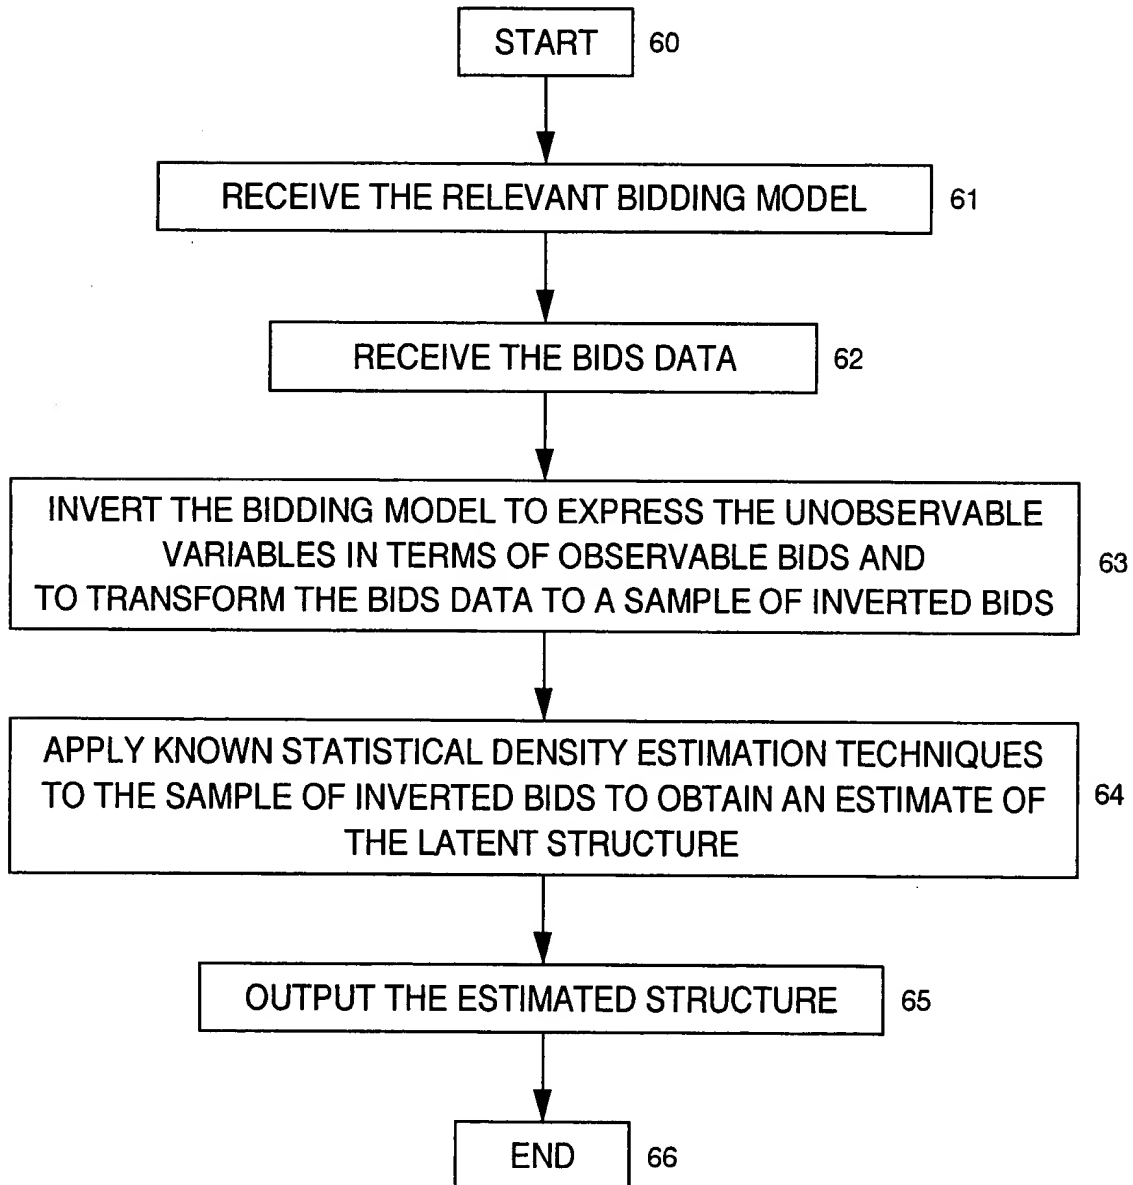 START 60
RECEIVE THE RELEVANT BIDDING MODEL 61
RECEIVE THE BIDS DATA 62
INVERT THE BIDDING MODEL TO EXPRESS THE UNOBSERVABLE
VARIABLES IN TERMS OF OBSERVABLE BIDS AND
TO TRANSFORM THE BIDS DATA TO A SAMPLE OF INVERTED BIDS
63
APPLY KNOWN STATISTICAL DENSITY ESTIMATION TECHNIQUES
TO THE SAMPLE OF INVERTED BIDS TO OBTAIN AN ESTIMATE OF
THE LATENT STRUCTURE
64
OUTPUT THE ESTIMATED STRUCTURE 65
END 66